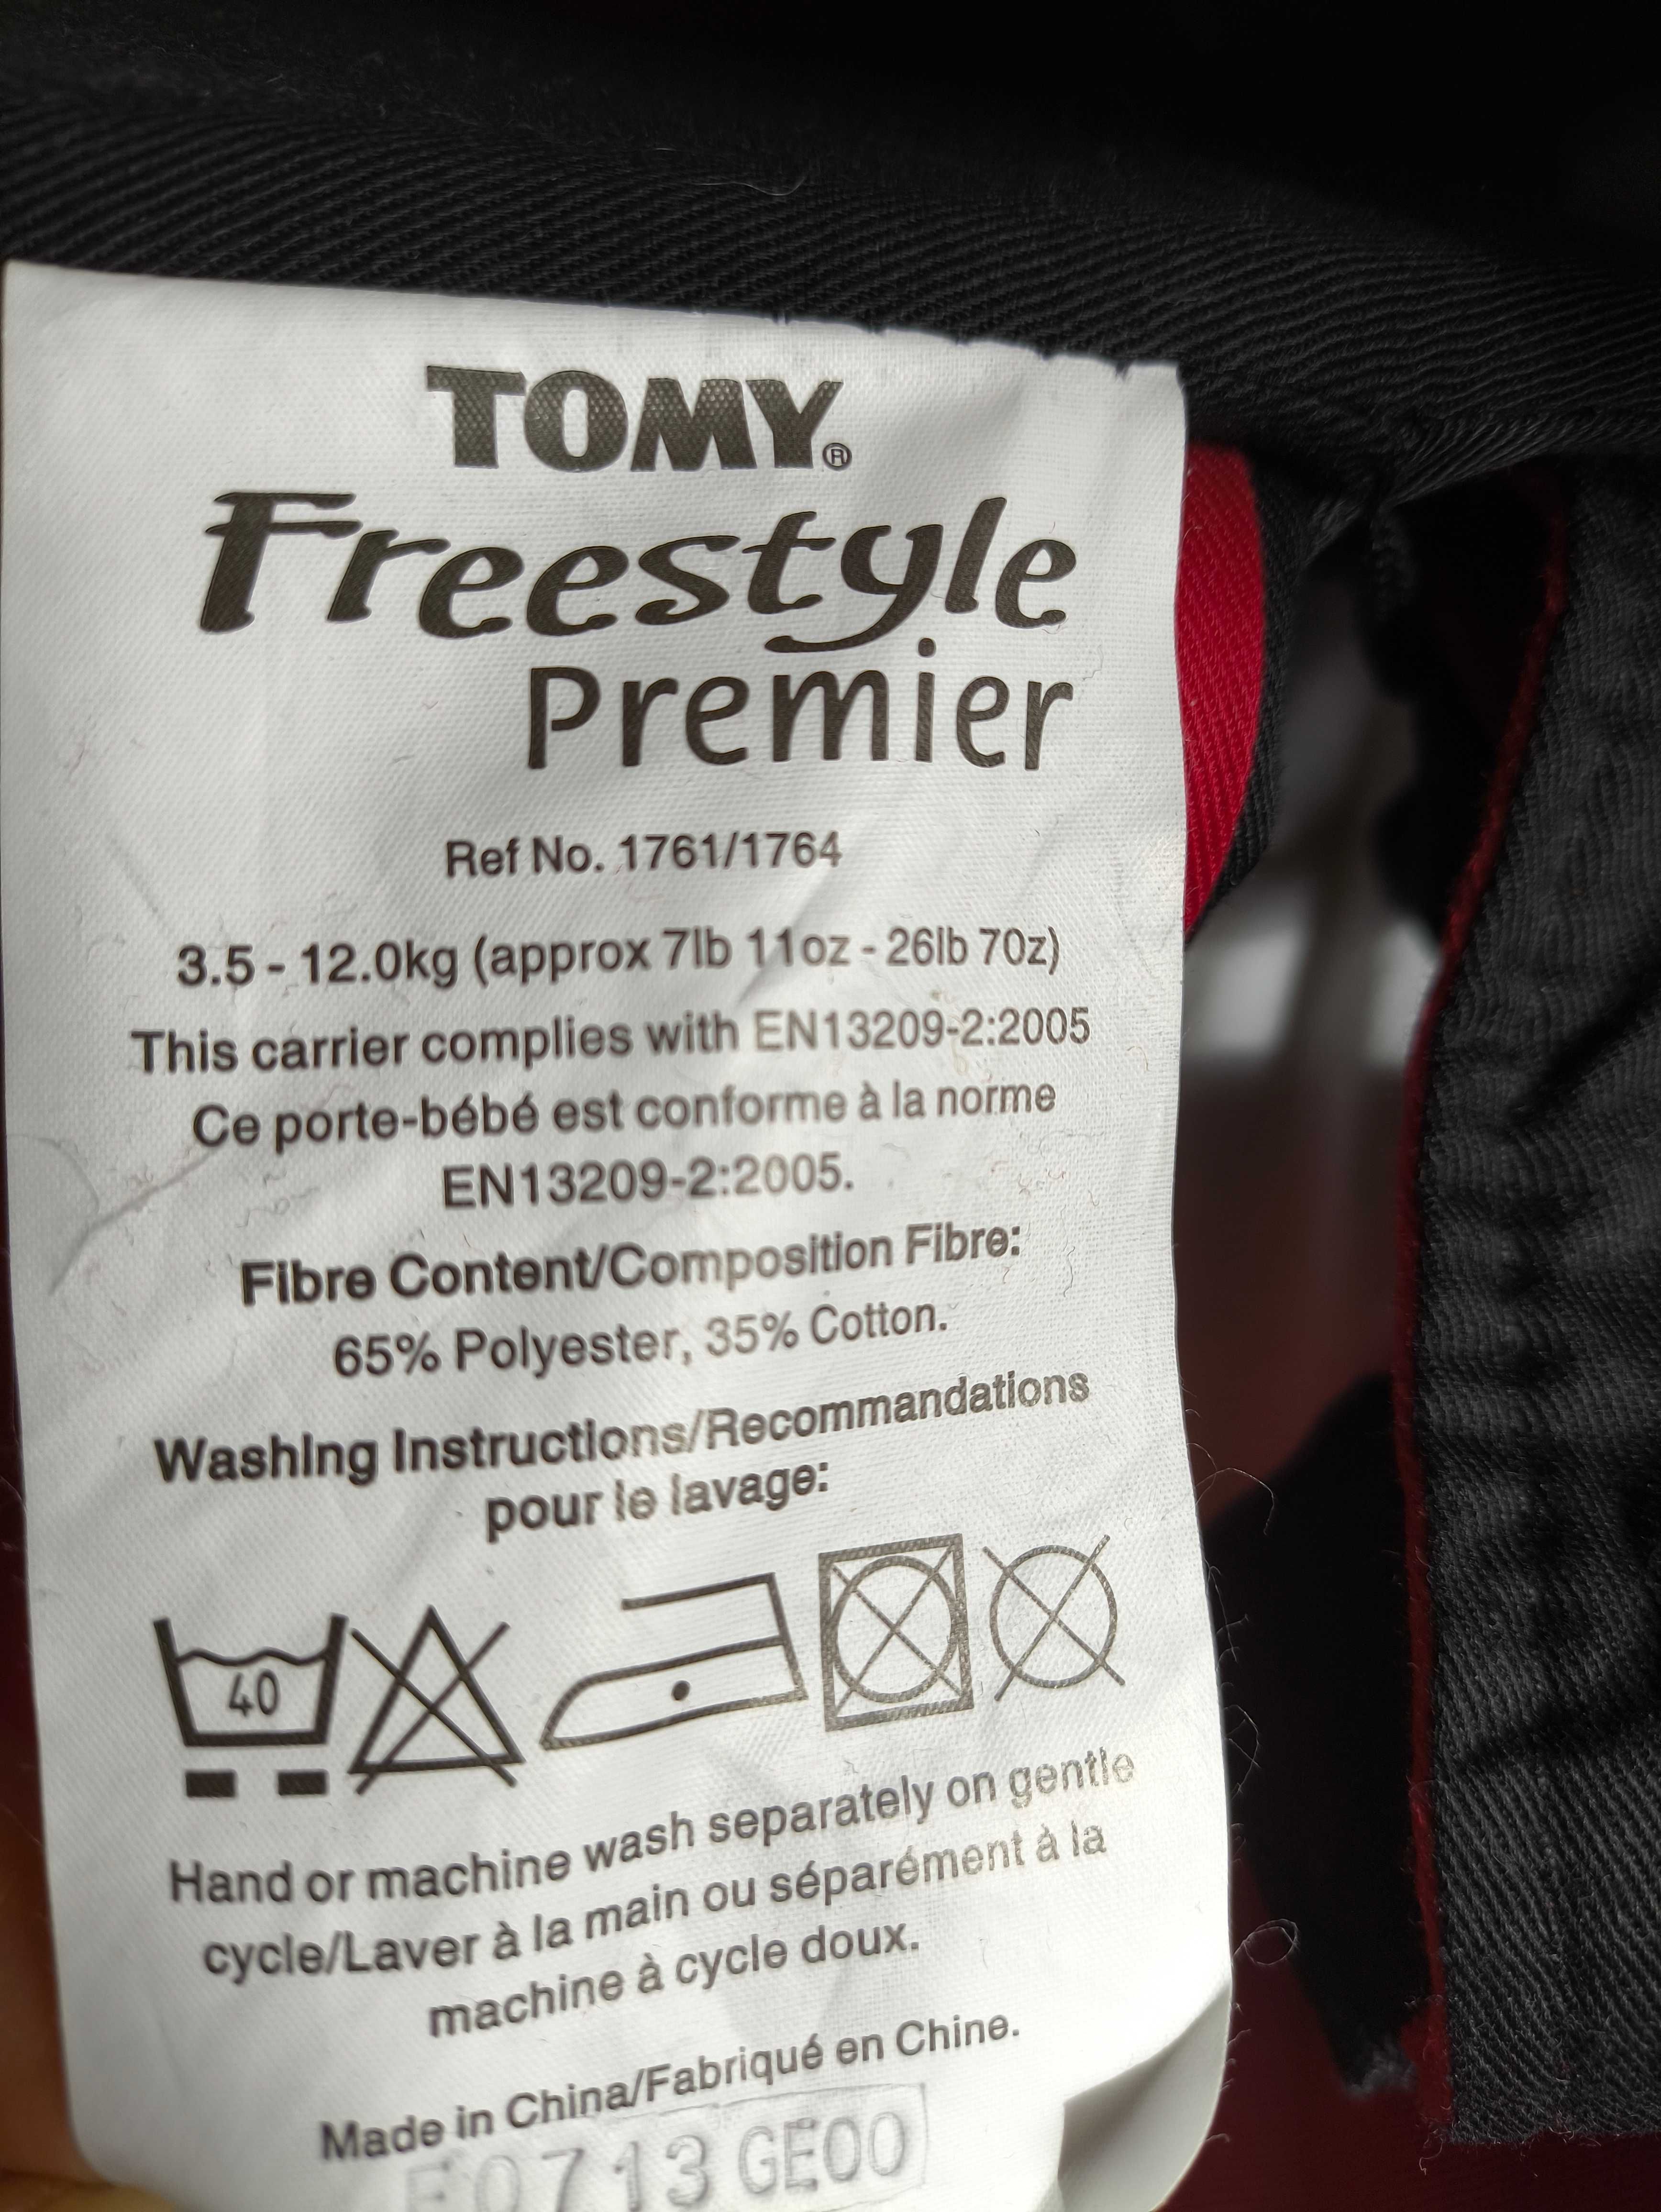 TOMY®
Freestyle
Premier
Ref No. 1761/1764
3.5 - 12.0kg (approx 7lb 11oz - 26lb 7oz)
This carrier complies with EN13209-2:2005
Ce porte-bébé est conforme à la norme
EN13209-2:2005.
Fibre Content/Composition Fibre:
65% Polyester, 35% Cotton.
Washing Instructions/Recommandations
pour le lavage:
40
Hand or machine wash separately on gentle
cycle/Laver à la main ou séparément à la
machine à cycle doux.
Made in China/Fabriqué en Chine.
0713 GE00